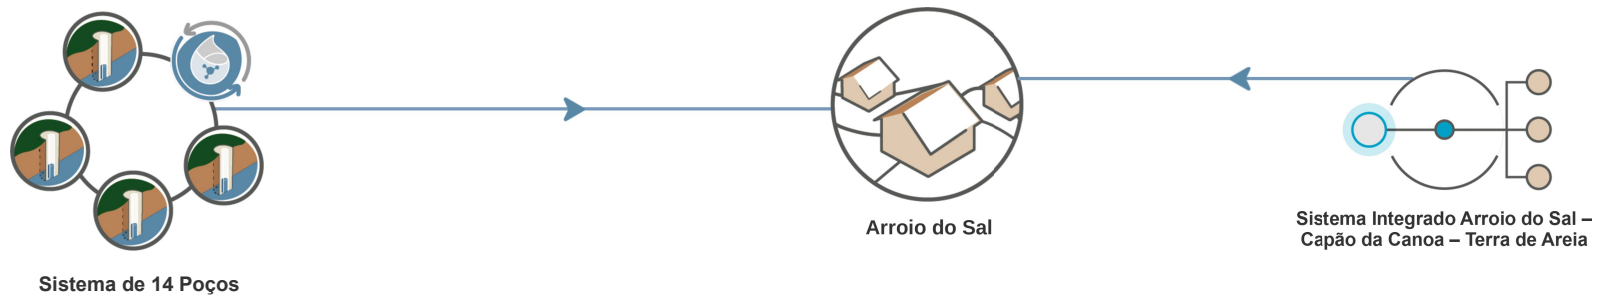 Sistema de 14 Poços
Arroio do Sal
Sistema Integrado Arroio do Sal –
Capão da Canoa – Terra de Areia